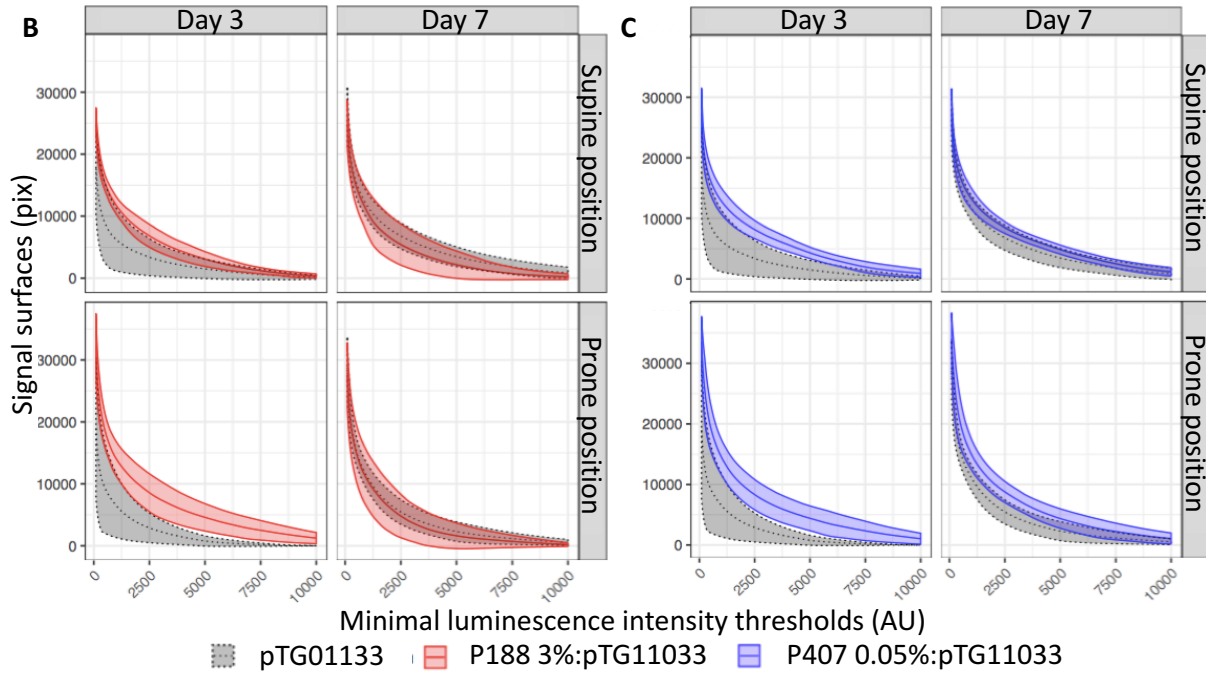 B
Day 3
Day 7
C
Day 3
Day 7
Signal surfaces (pix)
30000
20000
10000
0
Supine position
30000
20000
10000
0
Supine position
30000
20000
10000
0
Prone position
30000
20000
10000
0
Prone position
0
2500
5000
7500
10000
0
2500
5000
7500
10000
0
2500
5000
7500
10000
0
2500
5000
7500
10000
Minimal luminescence intensity thresholds (AU)
pTG01133
P188 3%:pTG11033
P407 0.05%:pTG11033